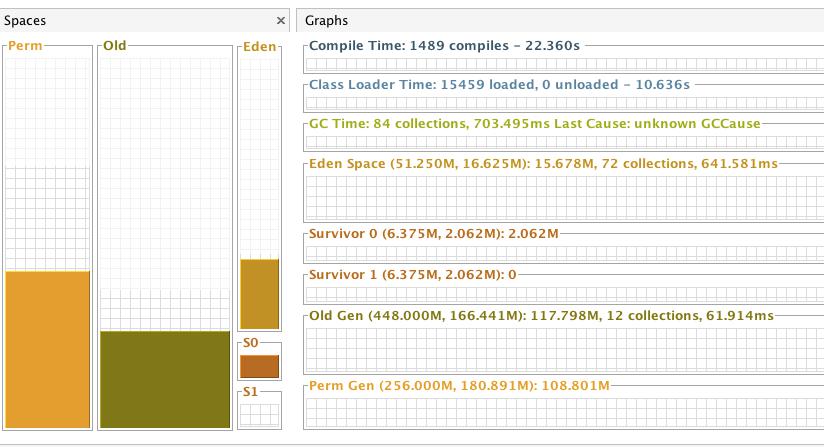 Spaces
Graphs
Perm
Old
Eden
S0
S1
Compile Time: 1489 compiles - 22.360s
Class Loader Time: 15459 loaded, 0 unloaded - 10.636s
GC Time: 84 collections, 703.495ms Last Cause: unknown GCCause
Eden Space (51.250M, 16.625M): 15.678M, 72 collections, 641.581ms
Survivor 0 (6.375M, 2.062M): 2.062M
Survivor 1 (6.375M, 2.062M): 0
Old Gen (448.000M, 166.441M): 117.798M, 12 collections, 61.914ms
Perm Gen (256.000M, 180.891M): 108.801M